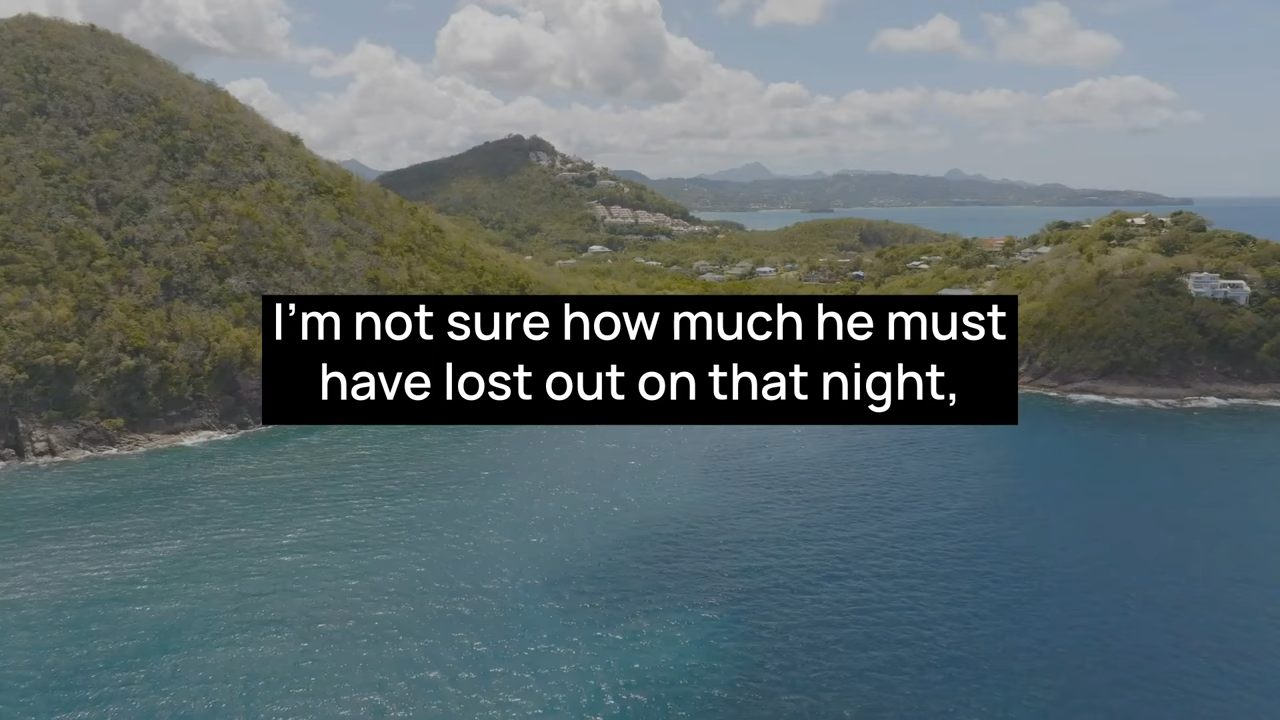 I’m not sure how much he must
have lost out on that night,